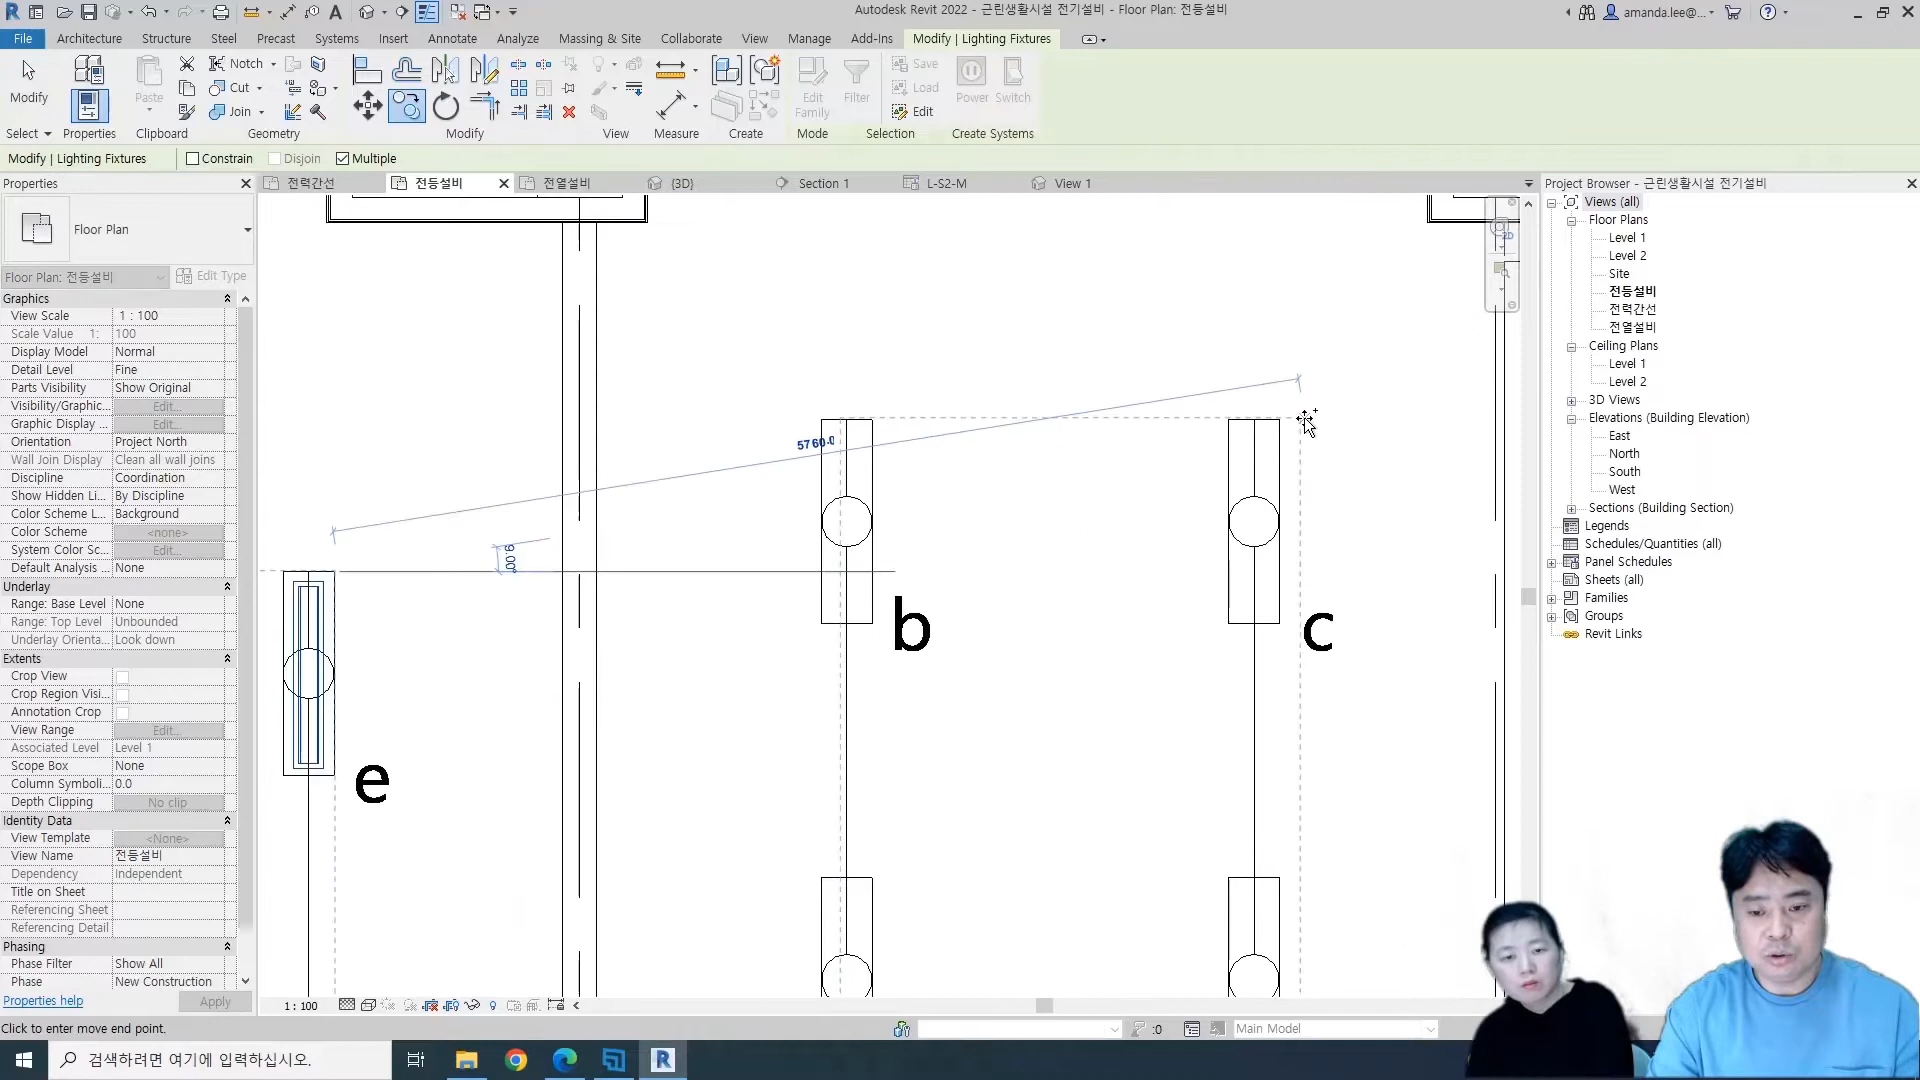 Autodesk Revit 2022 - 근린생활시설 전기설비 - Floor Plan: 전등설비
amanda.lee@...
File Architecture Structure Steel Precast Systems Insert Annotate Analyze Massing & Site Collaborate View Manage Add-Ins Modify | Lighting Fixtures
Modify
Paste
Notch
Cut
Join
Edit
Family
Filter
Save
Load
Edit
Power Switch
Select Properties Clipboard Geometry Modify View Measure Create Mode Selection Create Systems
Modify | Lighting Fixtures Constrain Disjoin Multiple
Properties
전력간선 전등설비 전열설비 {3D} Section 1 L-S2-M View 1
Floor Plan
Floor Plan: 전등설비 Edit Type
Graphics
View Scale 1 : 100
Scale Value 1: 100
Display Model Normal
Detail Level Fine
Parts Visibility Show Original
Visibility/Graphic... Edit...
Graphic Display ... Edit...
Orientation Project North
Wall Join Display Clean all wall joins
Discipline Coordination
Show Hidden Li... By Discipline
Color Scheme L... Background
Color Scheme <none>
System Color Sc... Edit...
Default Analysis ... None
Underlay
Range: Base Level None
Range: Top Level Unbounded
Underlay Orienta... Look down
Extents
Crop View
Crop Region Visi...
Annotation Crop
View Range Edit...
Associated Level Level 1
Scope Box None
Column Symboli... 0.0
Depth Clipping No clip
Identity Data
View Template <None>
View Name 전등설비
Dependency Independent
Title on Sheet
Referencing Sheet
Referencing Detail
Phasing
Phase Filter Show All
Phase New Construction
Properties help Apply
5760.0
9.00°
b
c
e
2D
Project Browser - 근린생활시설 전기설비
Views (all)
Floor Plans
Level 1
Level 2
Site
전등설비
전력간선
전열설비
Ceiling Plans
Level 1
Level 2
3D Views
Elevations (Building Elevation)
East
North
South
West
Sections (Building Section)
Legends
Schedules/Quantities (all)
Panel Schedules
Sheets (all)
Families
Groups
Revit Links
1 : 100
Click to enter move end point.
:0
Main Model
검색하려면 여기에 입력하십시오.